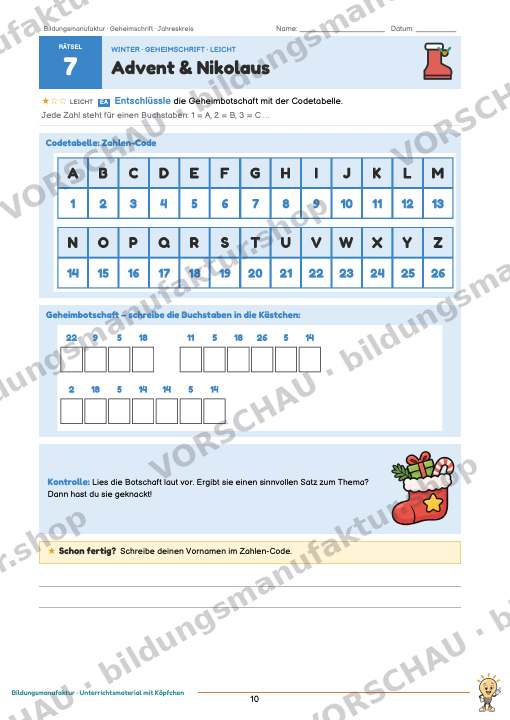 Bildungsmanufaktur · Geheimschrift · Jahreskreis Name: Datum:
RÄTSEL
7
WINTER · GEHEIMSCHRIFT · LEICHT
Advent & Nikolaus
★☆☆ LEICHT EA Entschlüssle die Geheimbotschaft mit der Codetabelle.
Jede Zahl steht für einen Buchstaben: 1 = A, 2 = B, 3 = C ...
Codetabelle: Zahlen-Code
A B C D E F G H I J K L M
1 2 3 4 5 6 7 8 9 10 11 12 13
N O P Q R S T U V W X Y Z
14 15 16 17 18 19 20 21 22 23 24 25 26
Geheimbotschaft – schreibe die Buchstaben in die Kästchen:
22 9 5 18 11 5 18 26 5 14
2 18 5 14 14 5 14
Kontrolle: Lies die Botschaft laut vor. Ergibt sie einen sinnvollen Satz zum Thema?
Dann hast du sie geknackt!
★ Schon fertig? Schreibe deinen Vornamen im Zahlen-Code.
Bildungsmanufaktur · Unterrichtsmaterial mit Köpfchen
10
VORSCHAU · bildungsmanufaktur.shop